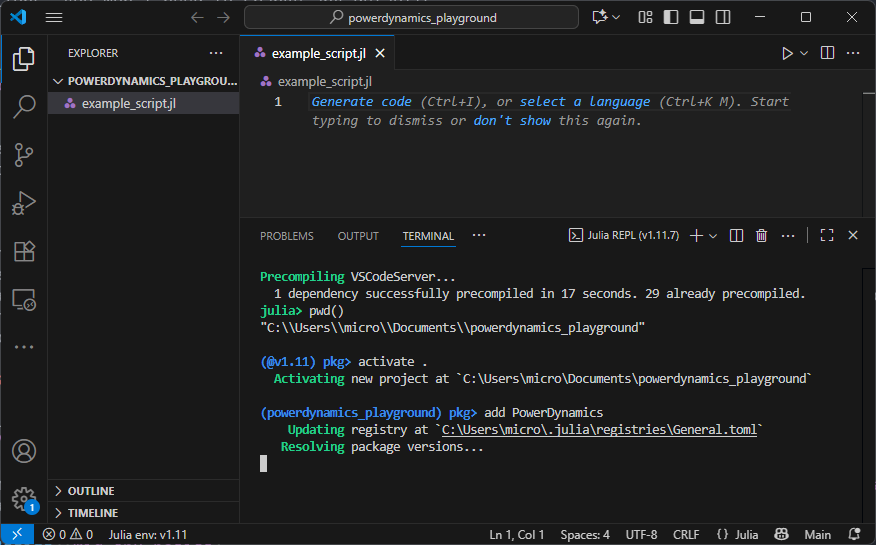 powerdynamics_playground
EXPLORER
POWERDYNAMICS_PLAYGROU...
example_script.jl
OUTLINE
TIMELINE
example_script.jl
example_script.jl
1 Generate code (Ctrl+I), or select a language (Ctrl+K M). Start
typing to dismiss or don't show this again.
PROBLEMS OUTPUT TERMINAL Julia REPL (v1.11.7)
Precompiling VSCodeServer...
1 dependency successfully precompiled in 17 seconds. 29 already precompiled.
julia> pwd()
"C:\\Users\\micro\\Documents\\powerdynamics_playground"
(@v1.11) pkg> activate .
Activating new project at `C:\Users\micro\Documents\powerdynamics_playground`
(powerdynamics_playground) pkg> add PowerDynamics
Updating registry at `C:\Users\micro\.julia\registries\General.toml`
Resolving package versions...
1
0 0 Julia env: v1.11 Ln 1, Col 1 Spaces: 4 UTF-8 CRLF {} Julia Main